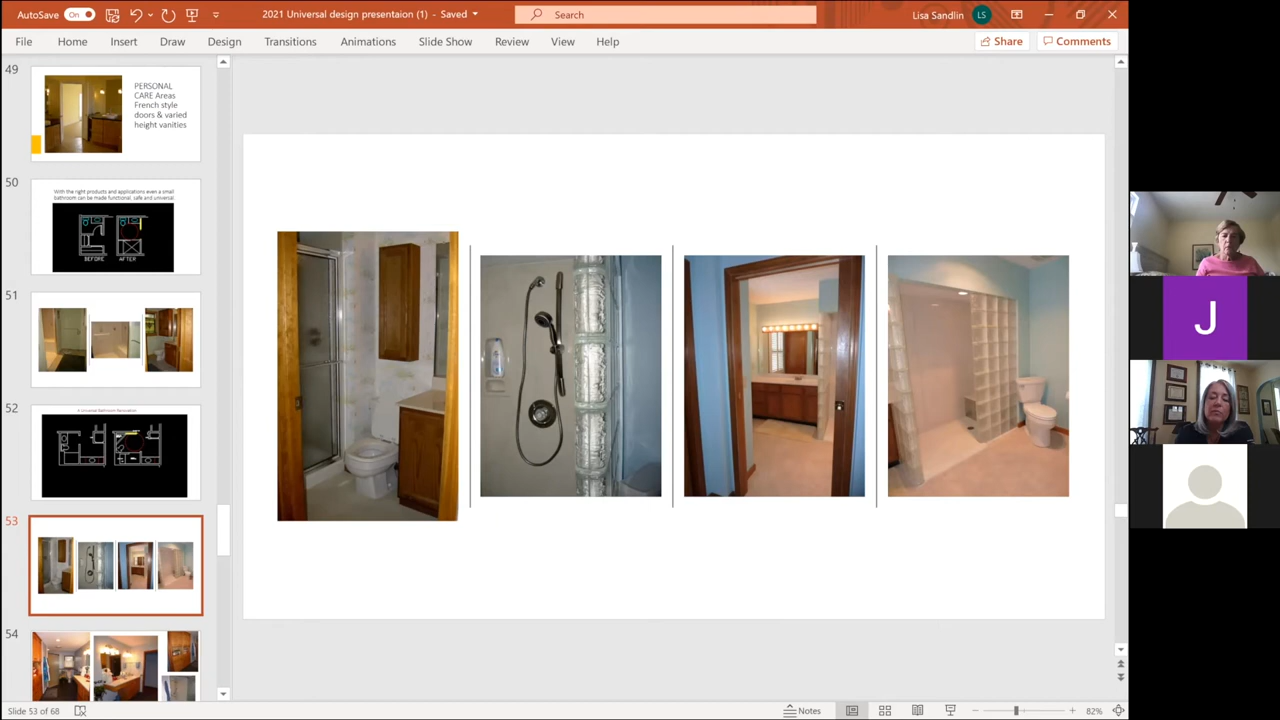 AutoSave On 2021 Universal design presentaion (1) - Saved Search Lisa Sandlin LS
File Home Insert Draw Design Transitions Animations Slide Show Review View Help Share Comments
49
PERSONAL
CARE Areas
French style
doors & varied
height vanities
50
With the right products and applications even a small
bathroom can be made functional, safe and universal.
BEFORE AFTER
51
52
A Universal Bathroom Renovation
53
54
J
Slide 53 of 68 Notes 82%